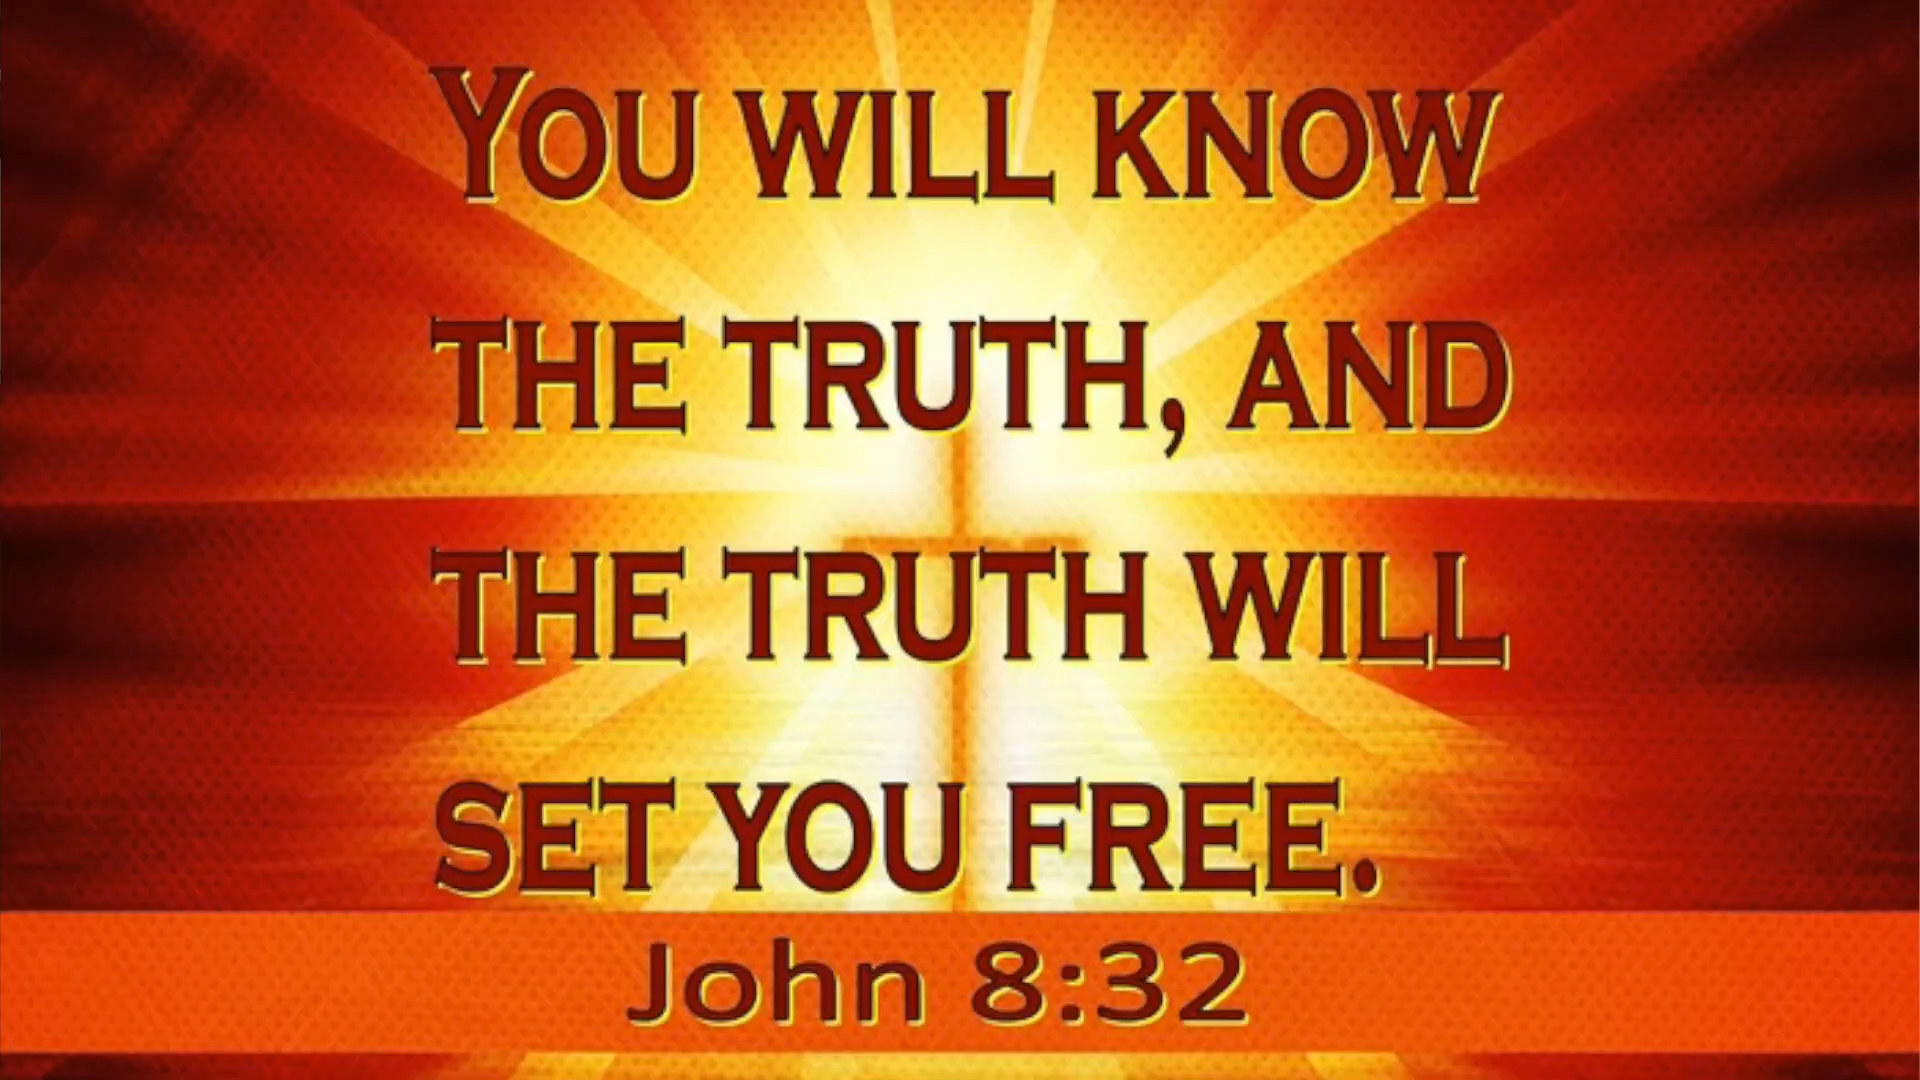 You will know
the truth, and
the truth will
set you free.
John 8:32